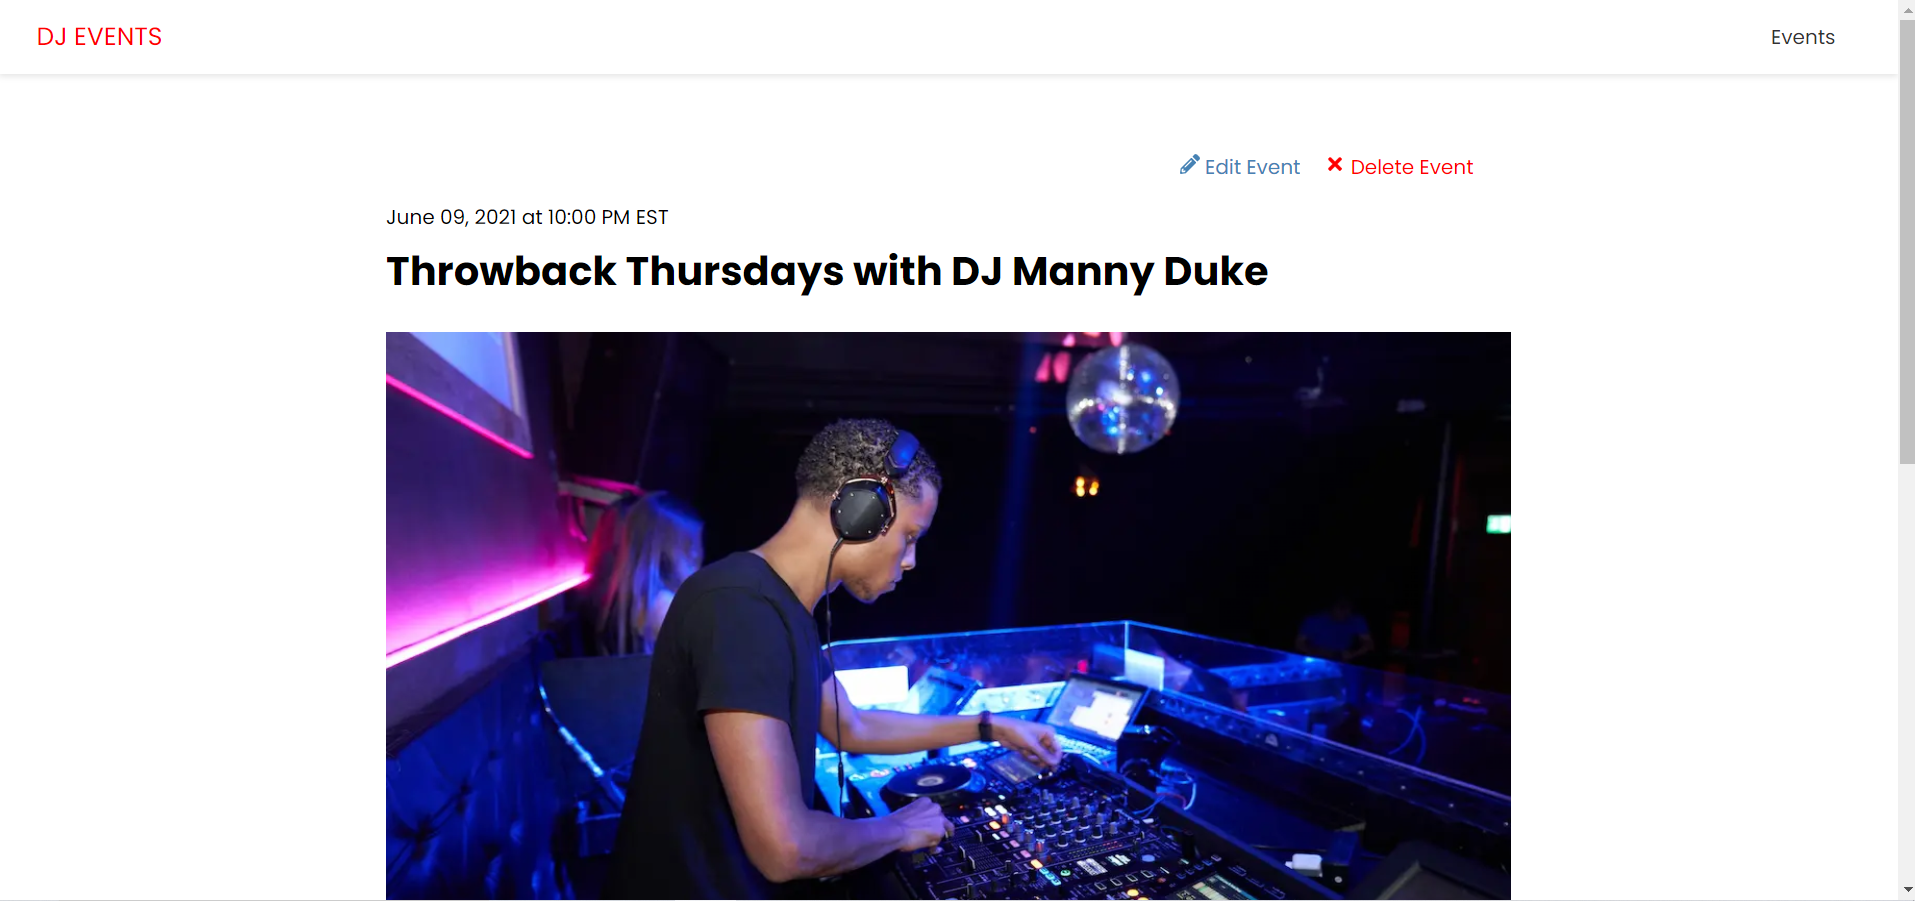 DJ EVENTS
Events
Edit Event
Delete Event
June 09, 2021 at 10:00 PM EST
Throwback Thursdays with DJ Manny Duke